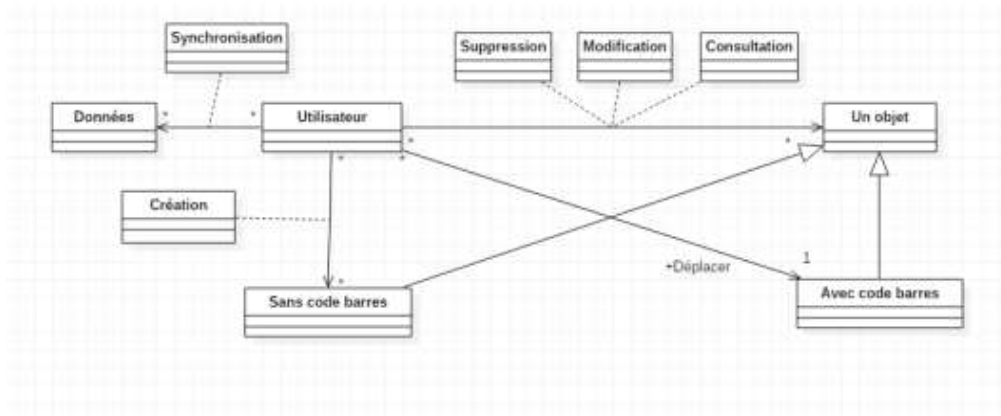 Synchronisation
Suppression
Modification
Consultation
Données
*
*
Utilisateur
Un objet
*
*
*
*
Création
+Déplacer
1
*
Sans code barres
Avec code barres